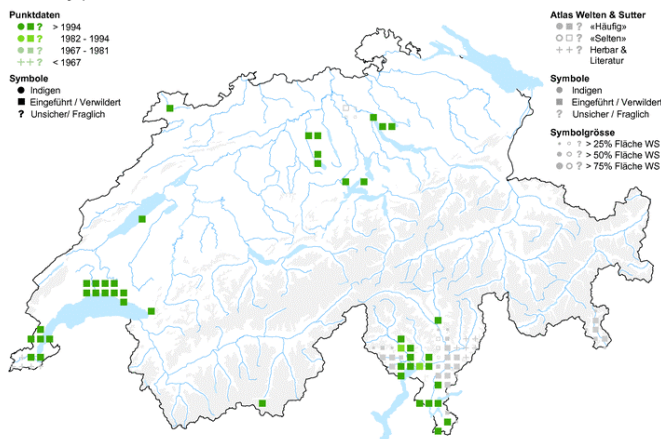 Punktdaten
? > 1994
? 1982 - 1994
? 1967 - 1981
? < 1967
Symbole
Indigen
Eingeführt / Verwildert
? Unsicher/ Fraglich
Atlas Welten & Sutter
? «Häufig»
? «Selten»
? Herbar &
Literatur
Symbole
Indigen
Eingeführt / Verwildert
? Unsicher/ Fraglich
Symbolgrösse
? > 25% Fläche WS
? > 50% Fläche WS
? > 75% Fläche WS